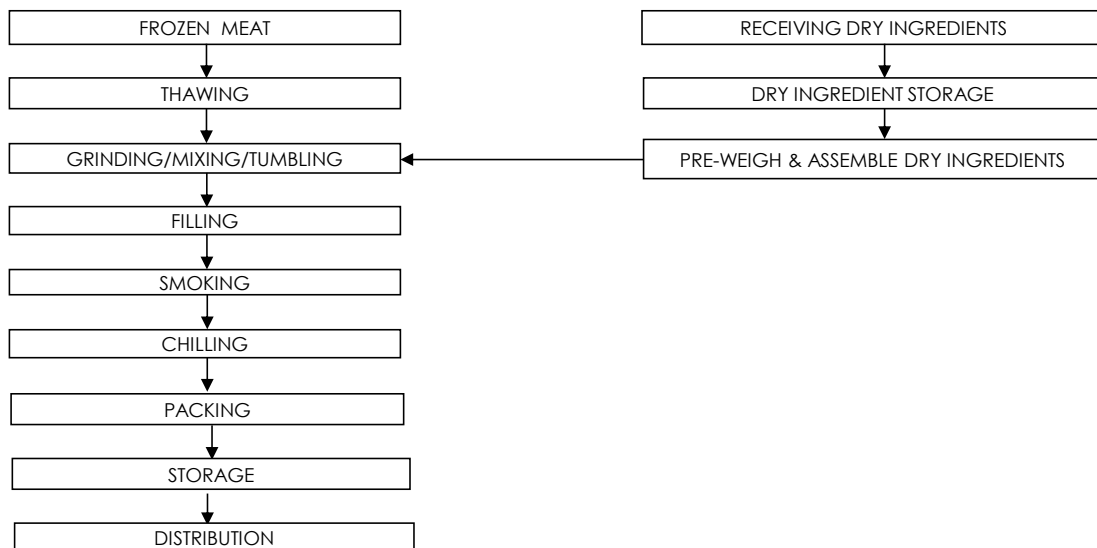 FROZEN MEAT
RECEIVING DRY INGREDIENTS
THAWING
DRY INGREDIENT STORAGE
GRINDING/MIXING/TUMBLING
PRE-WEIGH & ASSEMBLE DRY INGREDIENTS
FILLING
SMOKING
CHILLING
PACKING
STORAGE
DISTRIBUTION